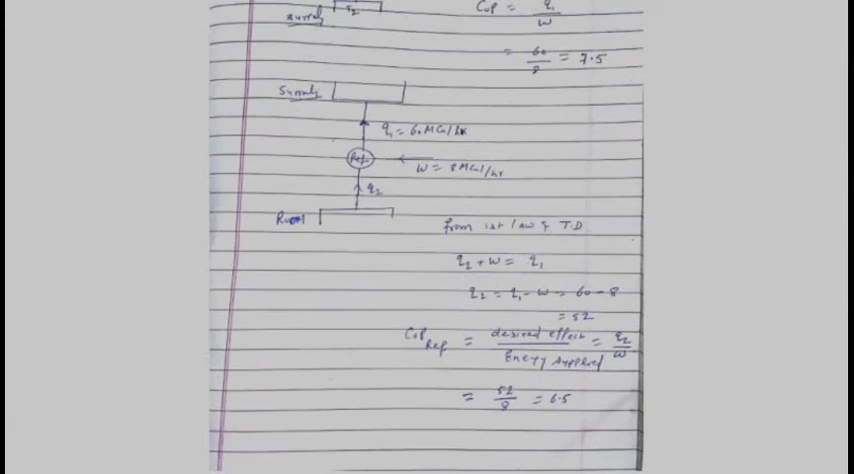 T2
COP = q1
W
= 60 = 7.5
8
q1 = 60 MCal/hr
Ref.
W = 8 MCal/hr
q2
Room
from 1st law of T.D
q2 + W = q1
q2 = q1 - W = 60 - 8
= 52
COP Ref = desired effect = q2
Energy Supplied W
= 52 = 6.5
8